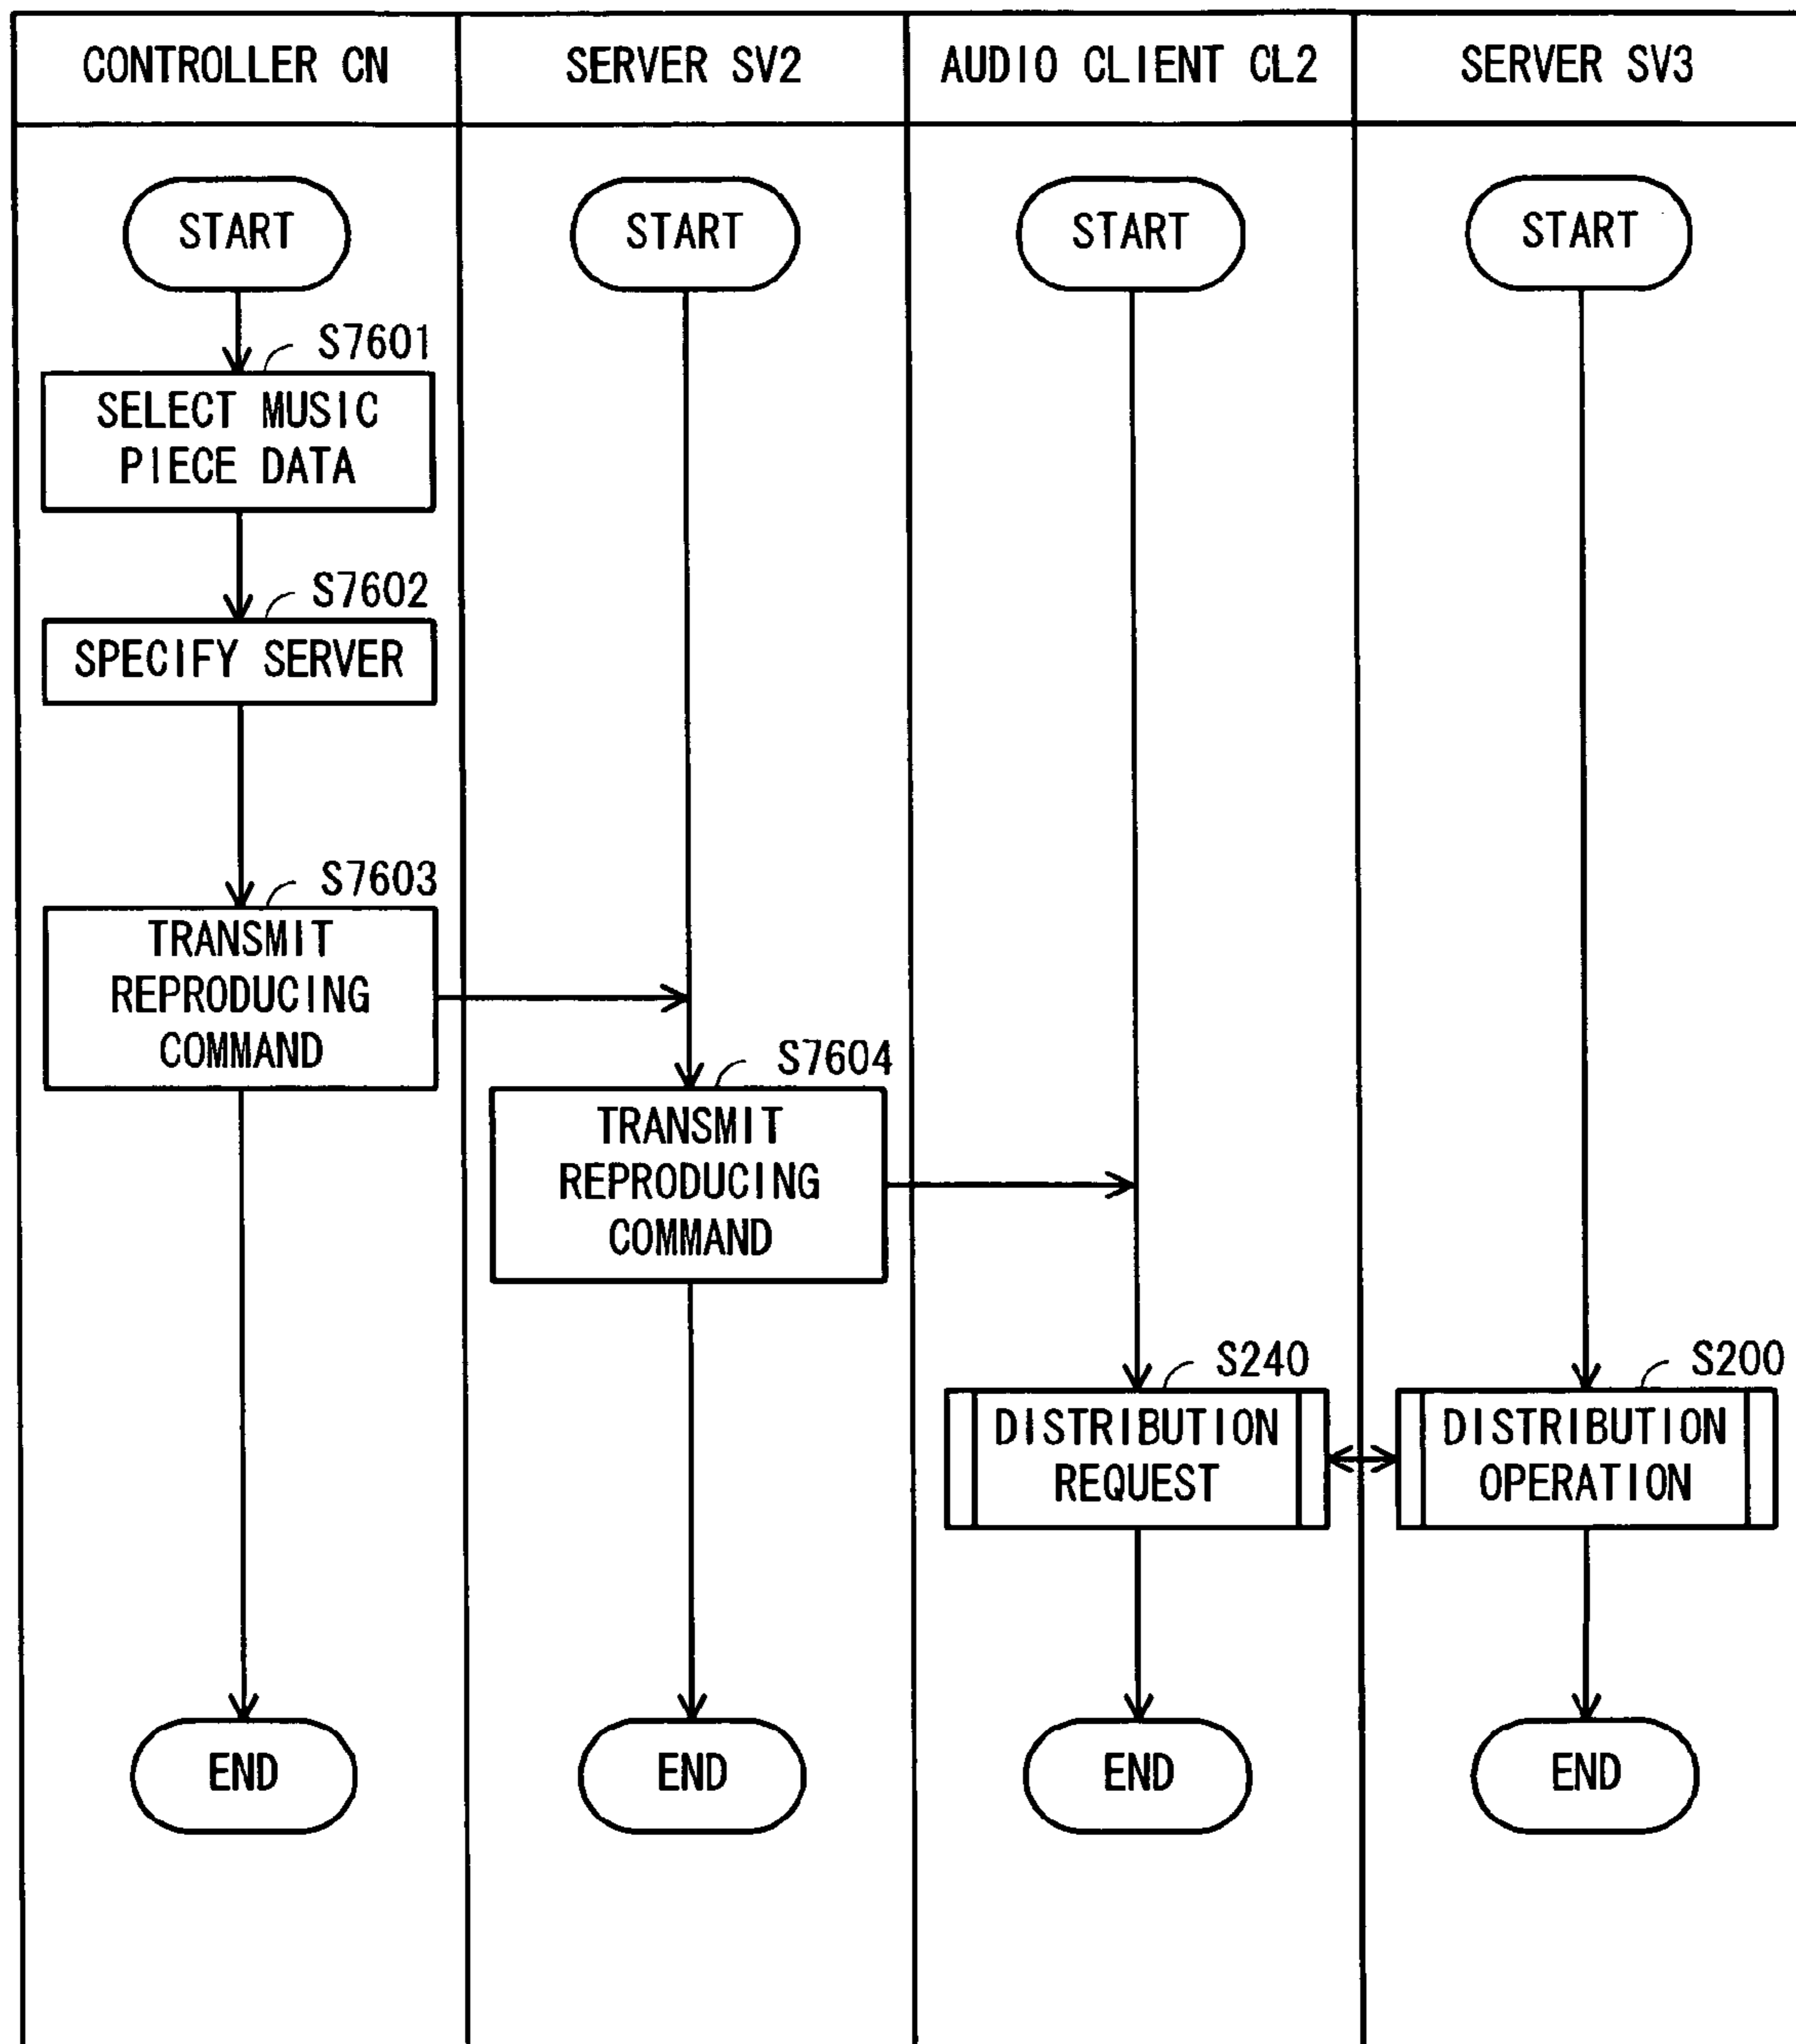 CONTROLLER CN
SERVER SV2
AUDIO CLIENT CL2
SERVER SV3
START
START
START
START
S7601
SELECT MUSIC
PIECE DATA
S7602
SPECIFY SERVER
S7603
TRANSMIT
REPRODUCING
COMMAND
S7604
TRANSMIT
REPRODUCING
COMMAND
S240
DISTRIBUTION
REQUEST
S200
DISTRIBUTION
OPERATION
END
END
END
END